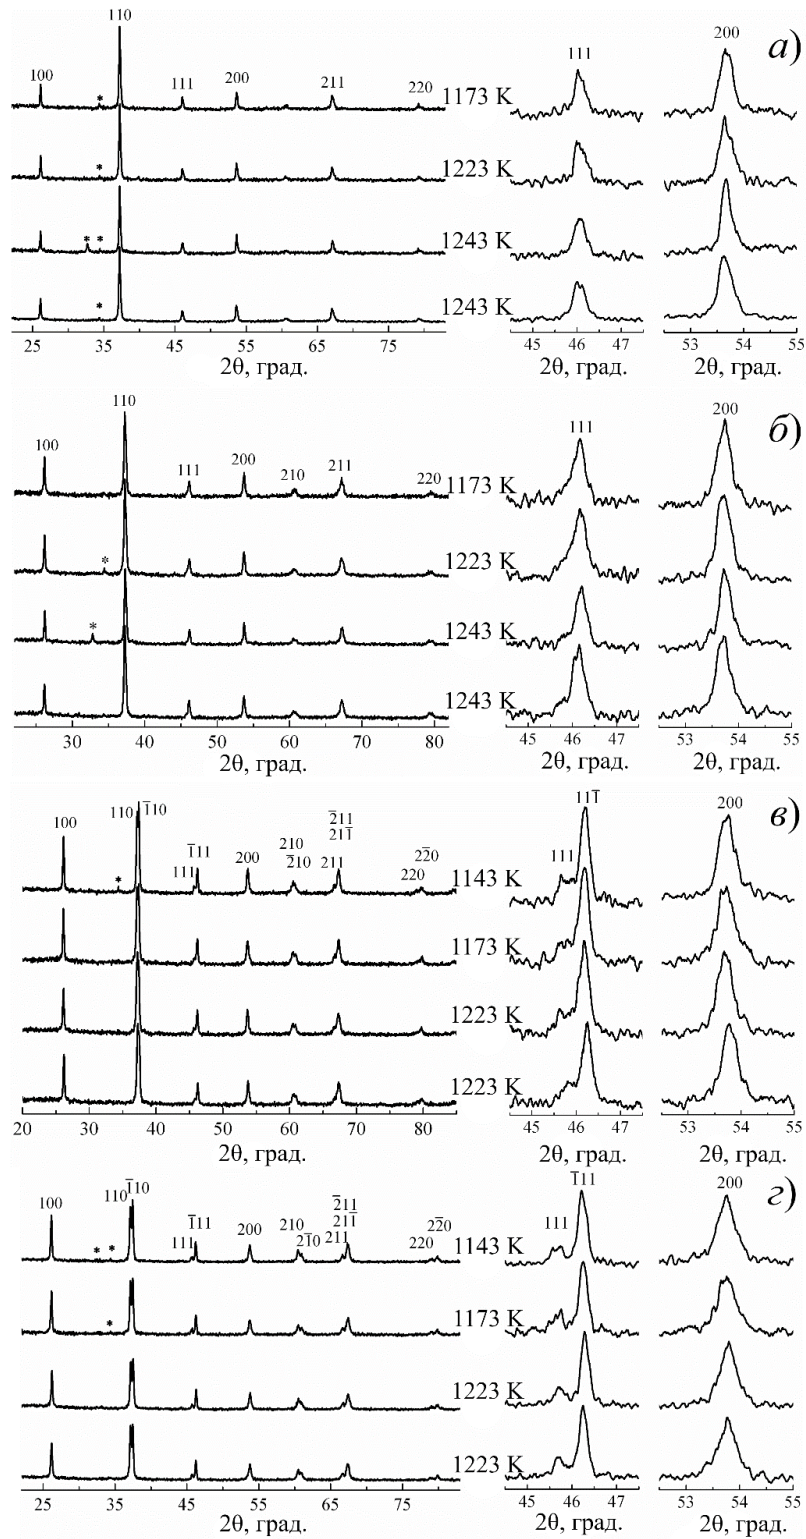 а)
110
100
*
111
200
211
220
1173 K
111
200
*
1223 K
* *
1243 K
*
1243 K
25 35 45 55 65 75
45 46 47
53 54 55
2θ, град.
2θ, град.
2θ, град.
б)
110
100
111
200
210
211
220
1173 K
111
200
*
1223 K
*
1243 K
1243 K
30 40 50 60 70 80
45 46 47
53 54 55
2θ, град.
2θ, град.
2θ, град.
в)
100
110 1̅10
*
111
1̅11
200
210
2̅10
2̅11
211̅
211
220
22̅0
1143 K
111
111̅
200
1173 K
1223 K
1223 K
20 30 40 50 60 70 80
45 46 47
53 54 55
2θ, град.
2θ, град.
2θ, град.
г)
100
* *
110 1̅10
111
1̅11
200
210
21̅0
2̅11
211̅
211
220
22̅0
1143 K
111
1̅11
200
*
1173 K
1223 K
1223 K
25 35 45 55 65 75
45 46 47
53 54 55
2θ, град.
2θ, град.
2θ, град.